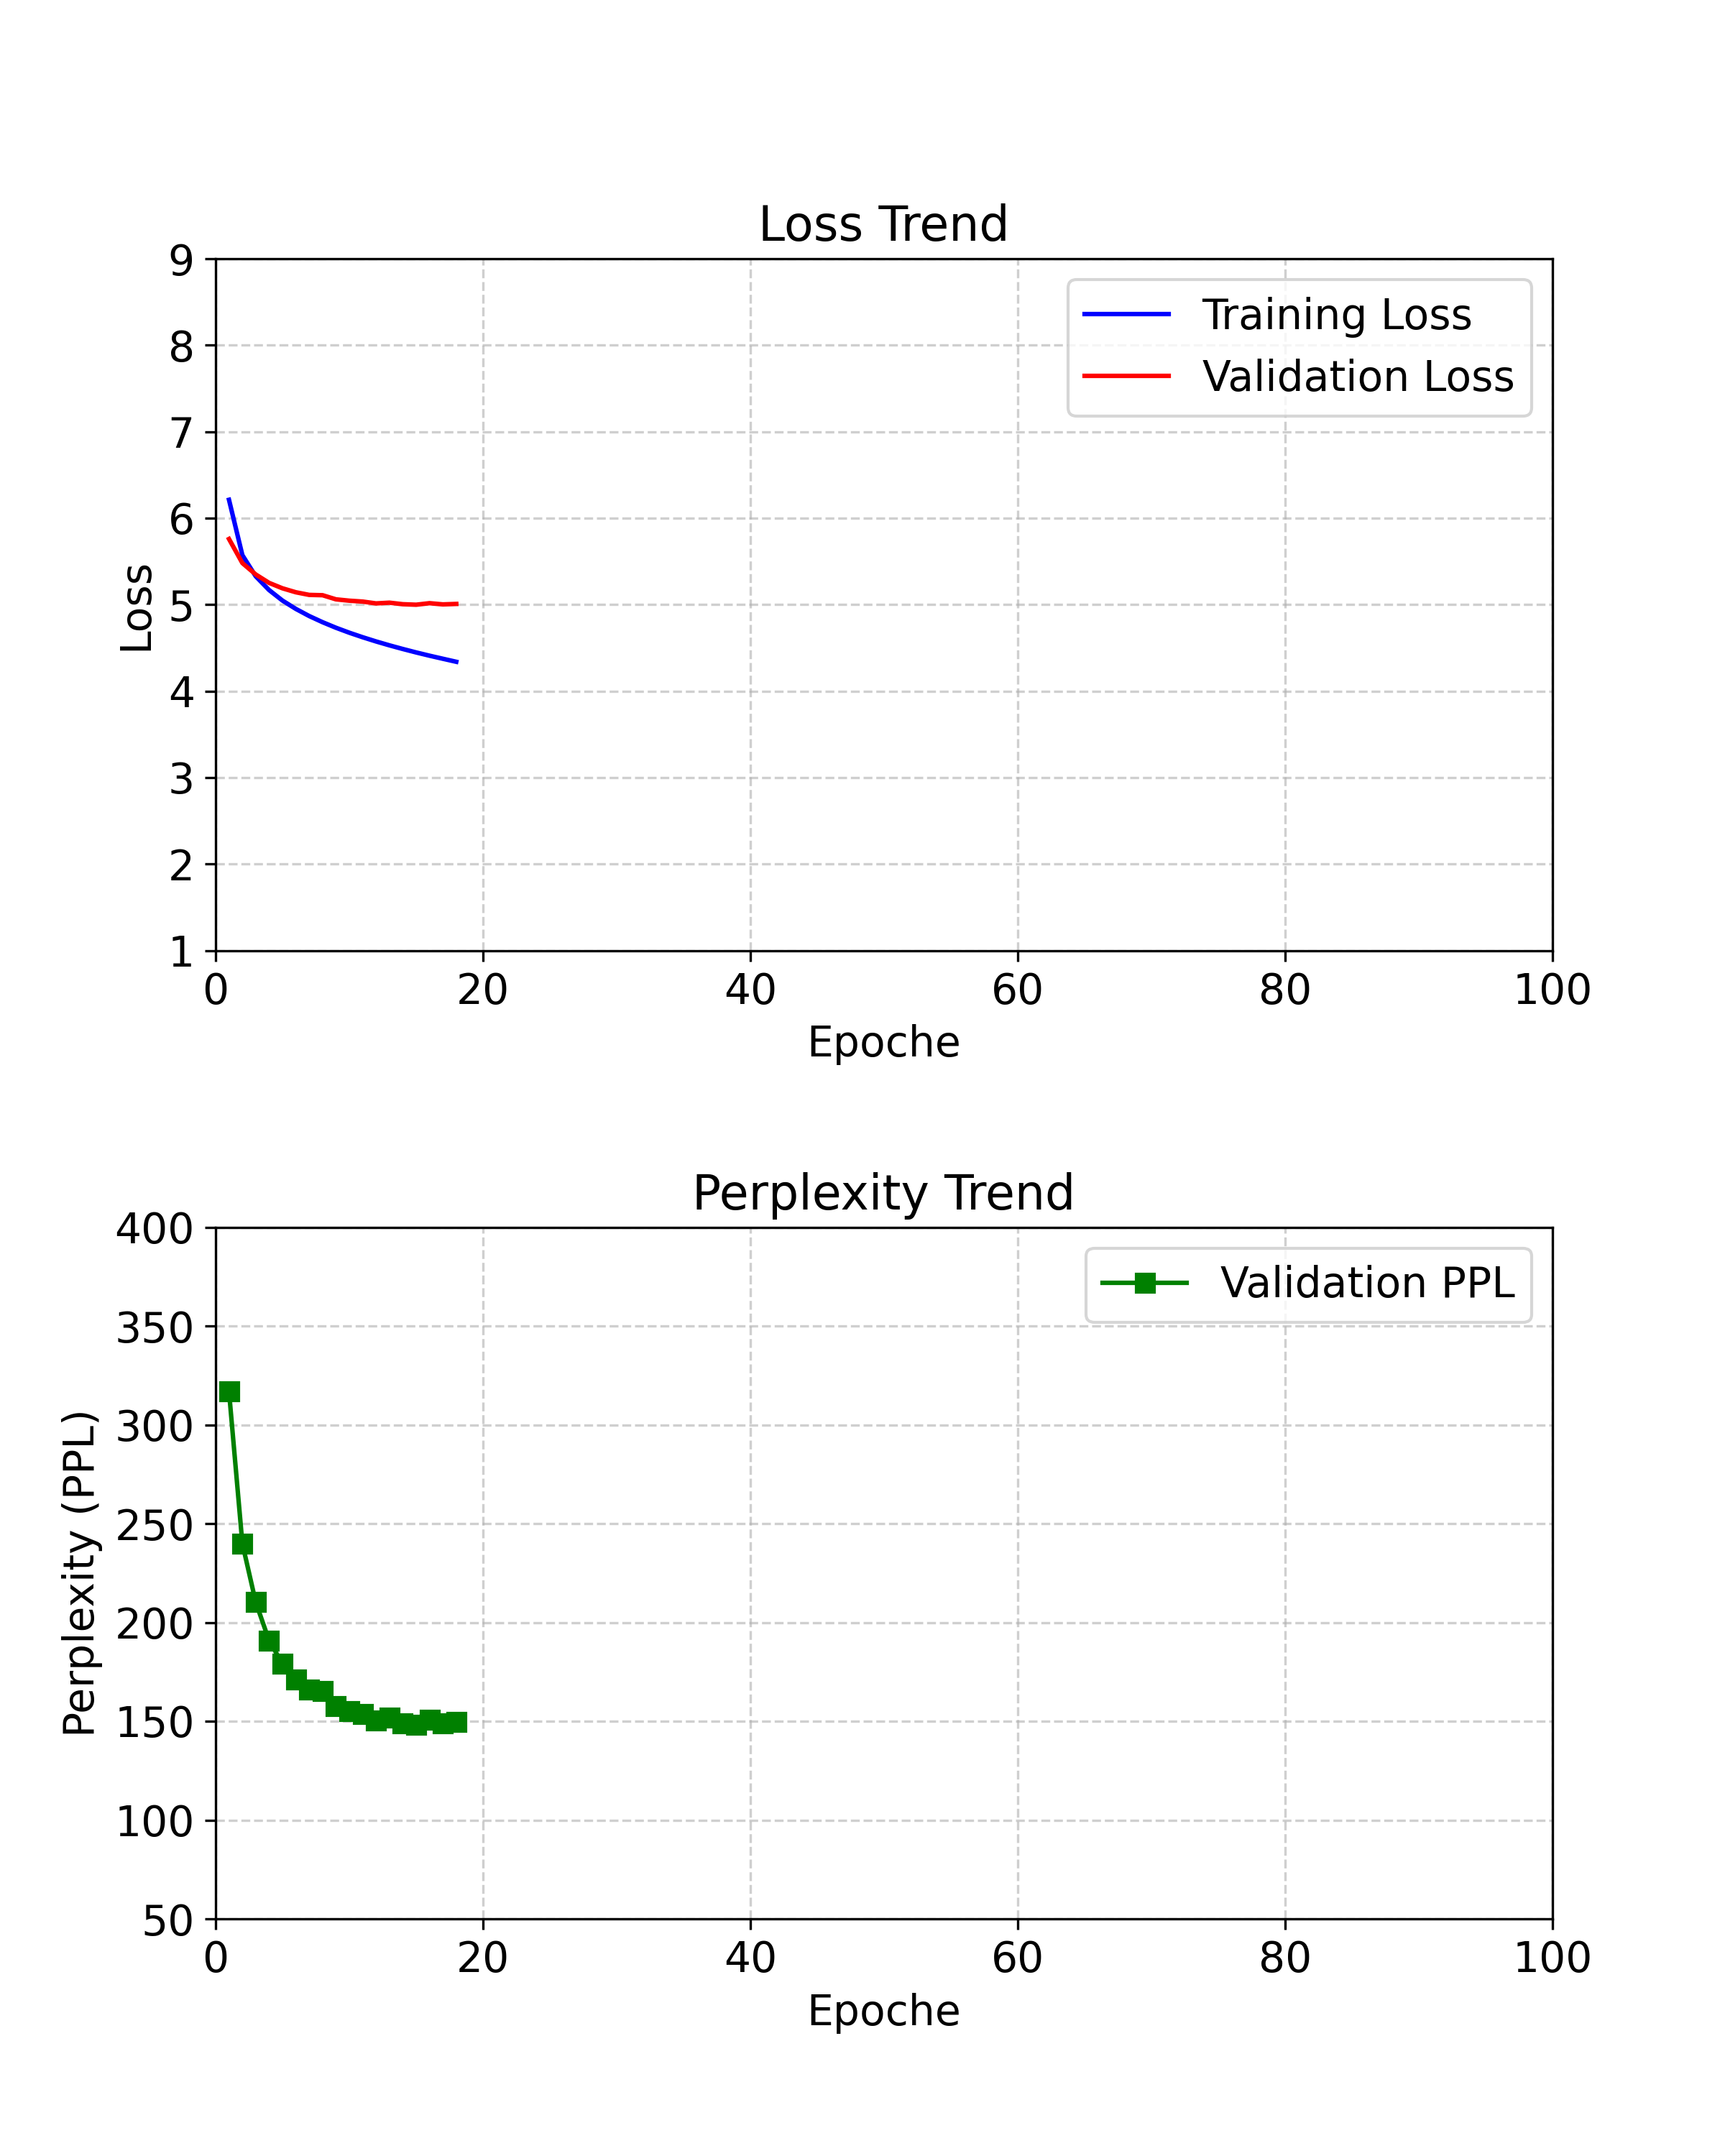 Loss Trend
9
8
7
6
5
4
3
2
1
Loss
Training Loss
Validation Loss
0 20 40 60 80 100
Epoche
Perplexity Trend
400
350
300
250
200
150
100
50
Perplexity (PPL)
Validation PPL
0 20 40 60 80 100
Epoche